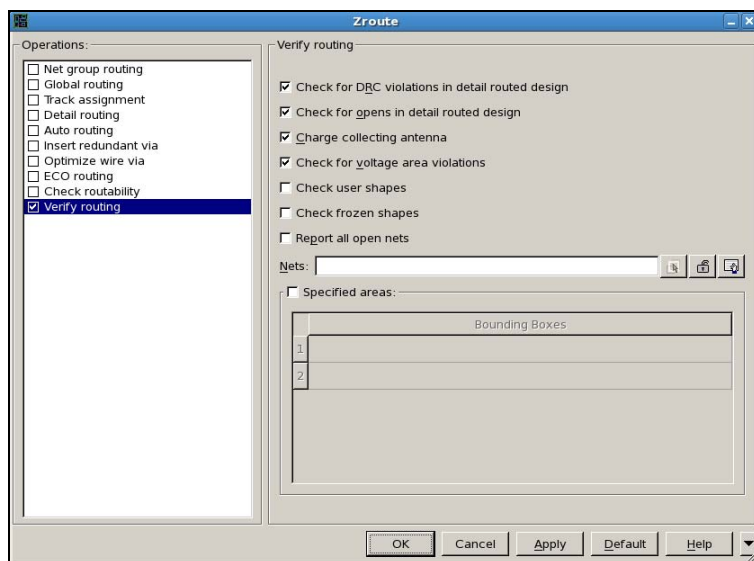 Zroute
Operations:
Net group routing
Global routing
Track assignment
Detail routing
Auto routing
Insert redundant via
Optimize wire via
ECO routing
Check routability
Verify routing
Verify routing
Check for DRC violations in detail routed design
Check for opens in detail routed design
Charge collecting antenna
Check for voltage area violations
Check user shapes
Check frozen shapes
Report all open nets
Nets:
Specified areas:
Bounding Boxes
1
2
OK Cancel Apply Default Help